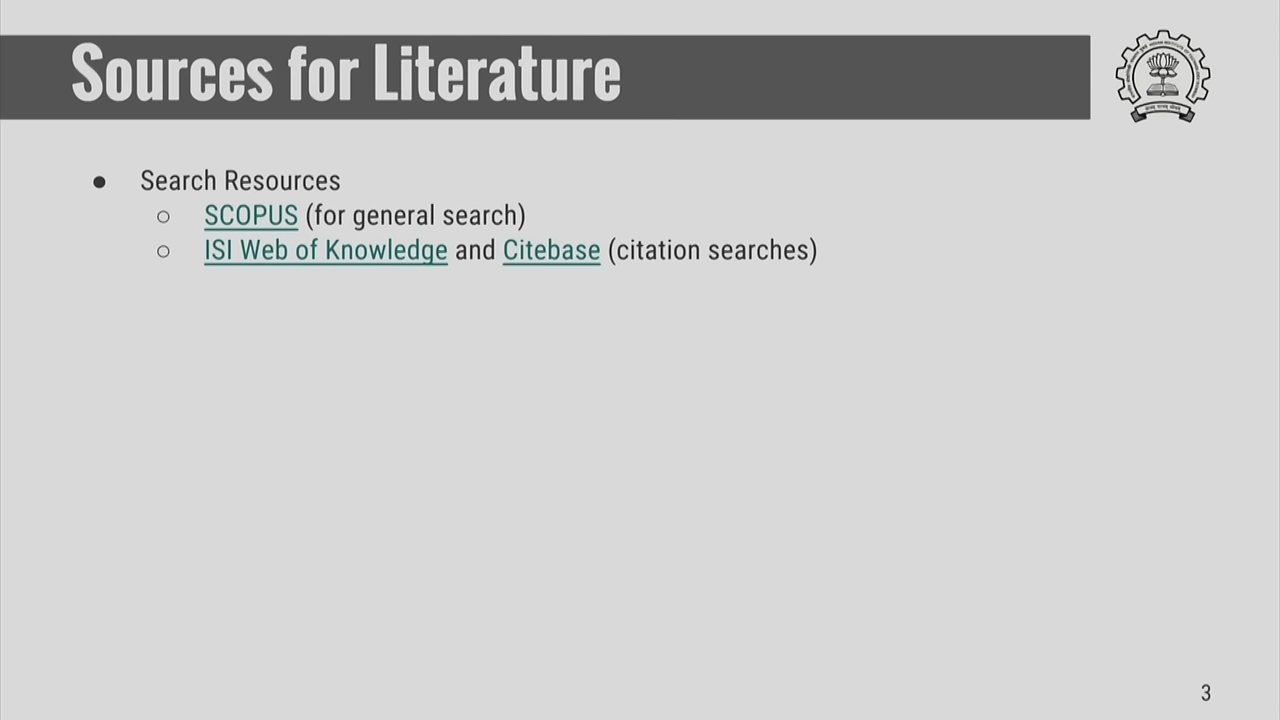 Sources for Literature
● Search Resources
○ SCOPUS (for general search)
○ ISI Web of Knowledge and Citebase (citation searches)
3